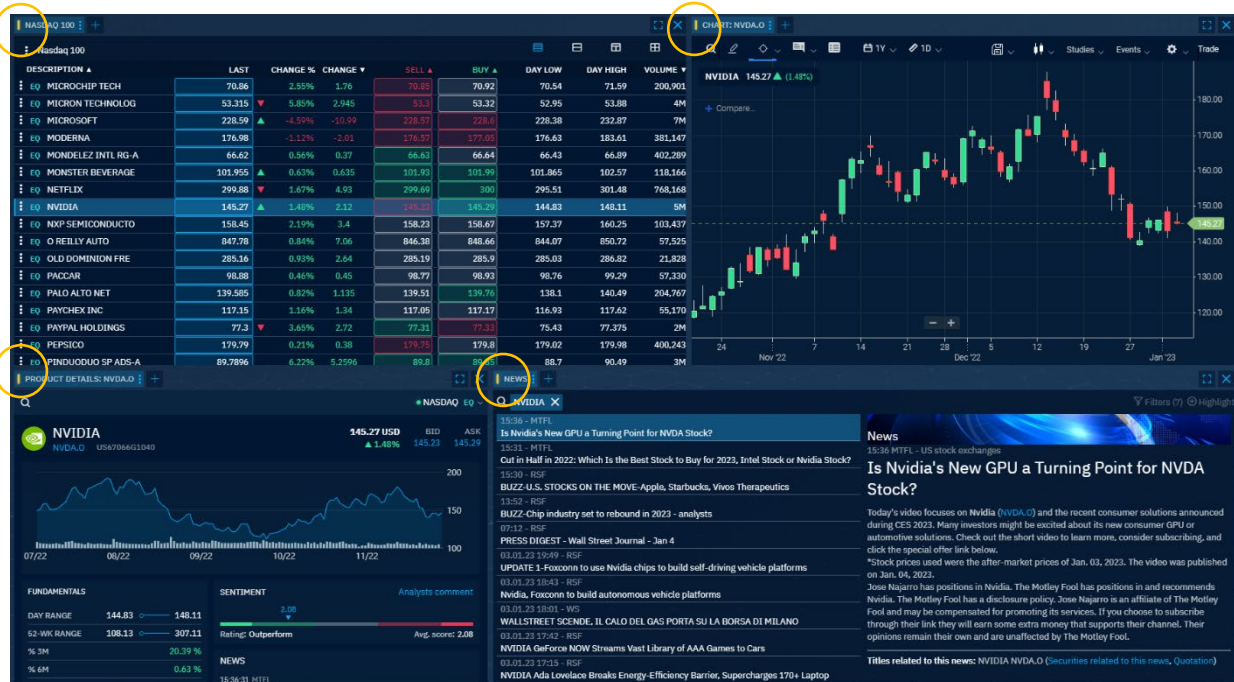 NASDAQ 100
Nasdaq 100
DESCRIPTION LAST CHANGE % CHANGE SELL BUY DAY LOW DAY HIGH VOLUME
EQ MICROCHIP TECH 70.86 2.55% 1.76 70.85 70.92 70.54 71.59 200,901
EQ MICRON TECHNOLOG 53.315 5.85% 2.945 53.3 53.32 52.95 53.88 4M
EQ MICROSOFT 228.59 -4.59% -10.99 228.57 228.6 228.38 232.87 7M
EQ MODERNA 176.98 -1.12% -2.01 176.57 177.05 176.63 183.61 381,147
EQ MONDELEZ INTL RG-A 66.62 0.56% 0.37 66.63 66.64 66.43 66.89 402,289
EQ MONSTER BEVERAGE 101.955 0.63% 0.635 101.93 101.99 101.865 102.57 118,166
EQ NETFLIX 299.88 1.67% 4.93 299.69 300 295.51 301.48 768,168
EQ NVIDIA 145.27 1.48% 2.12 145.29 144.83 148.11 5M
EQ NXP SEMICONDUCTO 158.45 2.19% 3.4 158.23 158.67 157.37 160.25 103,437
EQ O REILLY AUTO 847.78 0.84% 7.06 846.38 848.66 844.07 850.72 57,525
EQ OLD DOMINION FRE 285.16 0.93% 2.64 285.19 285.9 285.03 286.82 21,828
EQ PACCAR 98.88 0.46% 0.45 98.77 98.93 98.76 99.29 57,330
EQ PALO ALTO NET 139.585 0.82% 1.135 139.51 139.76 138.1 140.49 204,767
EQ PAYCHEX INC 117.15 1.16% 1.34 117.05 117.17 116.93 117.62 55,170
EQ PAYPAL HOLDINGS 77.3 3.65% 2.72 77.31 77.33 75.43 77.375 2M
EQ PEPSICO 179.79 0.21% 0.38 179.75 179.8 179.02 179.98 400,243
EQ PINDUODUO SP ADS-A 89.7896 6.22% 5.2596 89.8 88.7 90.49 3M
CHART: NVDA.O
1Y 1D Studies Events Trade
NVIDIA 145.27 (1.48%)
Compare...
180.00
170.00
160.00
150.00
145.27
140.00
130.00
120.00
24 7 14 21 28 5 12 19 27
Nov '22 Dec '22 Jan '23
PRODUCT DETAILS: NVDA.O
NASDAQ EQ
NVIDIA 145.27 USD BID ASK
NVDA.O US67066G1040 1.48% 145.23 145.29
200
150
100
07/22 08/22 09/22 10/22 11/22
FUNDAMENTALS
DAY RANGE 144.83 148.11
52-WK RANGE 108.13 307.11
% 3M 20.39 %
% 6M 0.63 %
SENTIMENT Analysts comment
2.08
Rating: Outperform Avg. score: 2.08
NEWS
15:36:31 MTFL
NEWS
NVIDIA
Filters (7) Highlight
15:36 - MTFL
Is Nvidia's New GPU a Turning Point for NVDA Stock?
15:31 - MTFL
Cut in Half in 2022: Which Is the Best Stock to Buy for 2023, Intel Stock or Nvidia Stock?
15:30 - RSF
BUZZ-U.S. STOCKS ON THE MOVE-Apple, Starbucks, Vivos Therapeutics
13:52 - RSF
BUZZ-Chip industry set to rebound in 2023 - analysts
07:12 - RSF
PRESS DIGEST - Wall Street Journal - Jan 4
03.01.23 19:49 - RSF
UPDATE 1-Foxconn to use Nvidia chips to build self-driving vehicle platforms
03.01.23 18:43 - RSF
Nvidia, Foxconn to build autonomous vehicle platforms
03.01.23 18:01 - WS
WALLSTREET SCENDE, IL CALO DEL GAS PORTA SU LA BORSA DI MILANO
03.01.23 17:42 - RSF
NVIDIA GeForce NOW Streams Vast Library of AAA Games to Cars
03.01.23 17:15 - RSF
NVIDIA Ada Lovelace Breaks Energy-Efficiency Barrier, Supercharges 170+ Laptop
News
15:36 MTFL - US stock exchanges
Is Nvidia's New GPU a Turning Point for NVDA
Stock?
Today's video focuses on Nvidia (NVDA.O) and the recent consumer solutions announced
during CES 2023. Many investors might be excited about its new consumer GPU or
automotive solutions. Check out the short video to learn more, consider subscribing, and
click the special offer link below.
*Stock prices used were the after-market prices of Jan. 03, 2023. The video was published
on Jan. 04, 2023.
Jose Najarro has positions in Nvidia. The Motley Fool has positions in and recommends
Nvidia. The Motley Fool has a disclosure policy. Jose Najarro is an affiliate of The Motley
Fool and may be compensated for promoting its services. If you choose to subscribe
through their link they will earn some extra money that supports their channel. Their
opinions remain their own and are unaffected by The Motley Fool.
Titles related to this news: NVIDIA NVDA.O (Securities related to this news, Quotation)